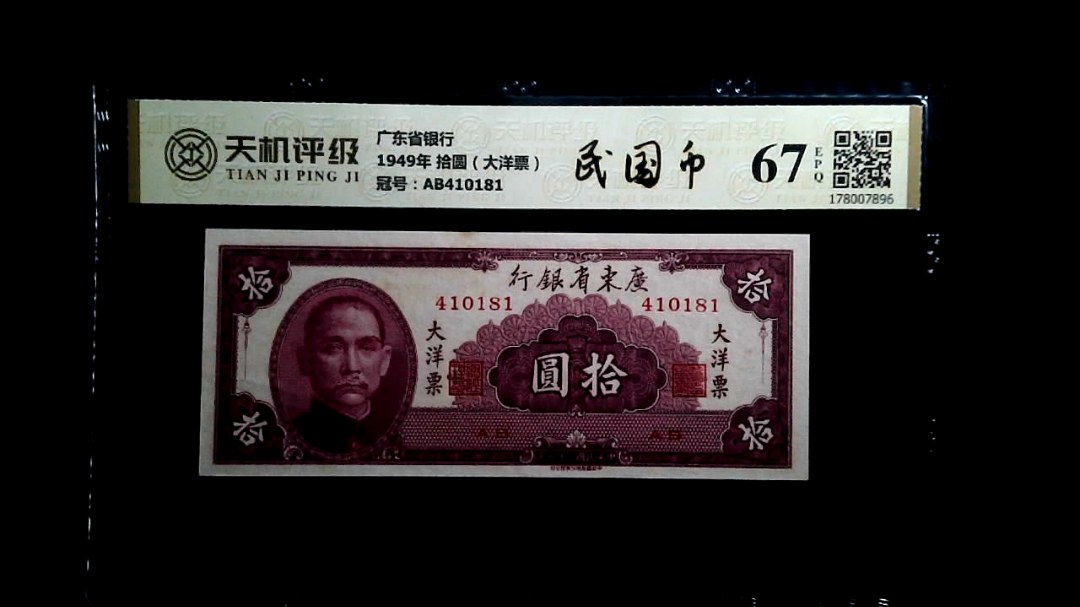 天机评级
TIAN JI PING JI
广东省银行
1949年 拾圆（大洋票）
冠号：AB410181
民国币
67
EPQ
178007896
行銀省東廣
410181
410181
拾
拾
大洋票
大洋票
圓拾
AB
AB
拾
拾